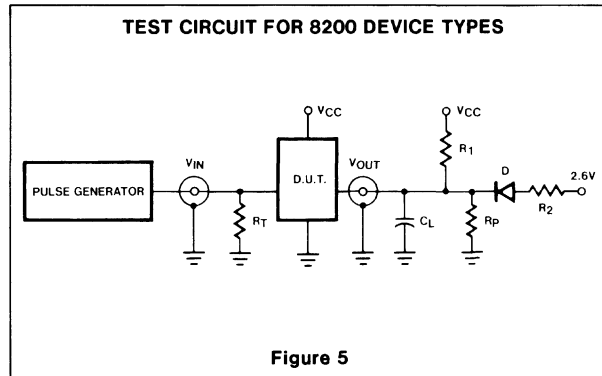 TEST CIRCUIT FOR 8200 DEVICE TYPES
VCC
VCC
VIN
D.U.T.
VOUT
R1
D
2.6V
PULSE GENERATOR
RT
CL
RP
R2
Figure 5